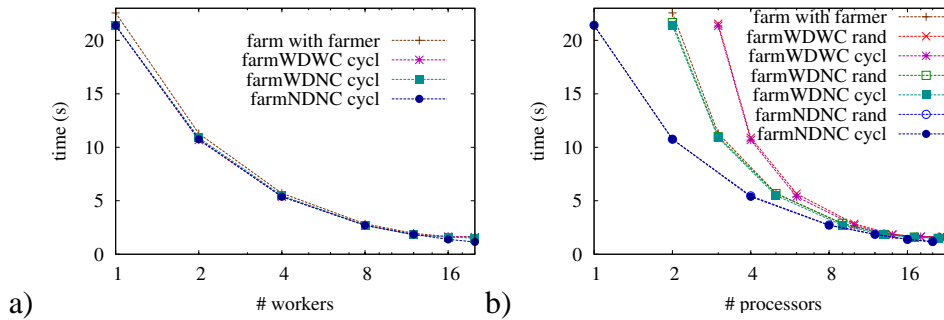 20
15
10
5
0
1
2
4
8
16
time (s)
# workers
farm with farmer
farmWDWC cycl
farmWDNC cycl
farmNDNC cycl
a)
20
15
10
5
0
1
2
4
8
16
time (s)
# processors
farm with farmer
farmWDWC rand
farmWDWC cycl
farmWDNC rand
farmWDNC cycl
farmNDNC rand
farmNDNC cycl
b)